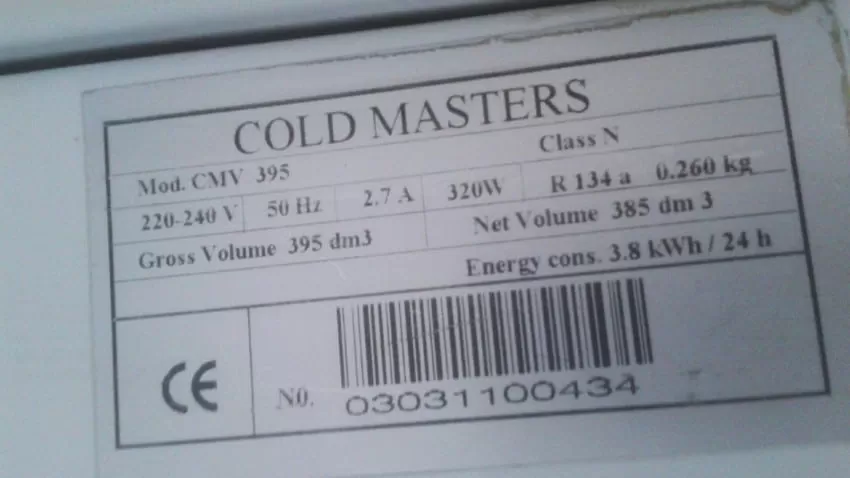 COLD MASTERS
Mod. CMV 395 Class N
220-240 V 50 Hz 2.7 A 320W R 134 a 0.260 kg
Gross Volume 395 dm3 Net Volume 385 dm 3
Energy cons. 3.8 kWh / 24 h
CE N0. 03031100434